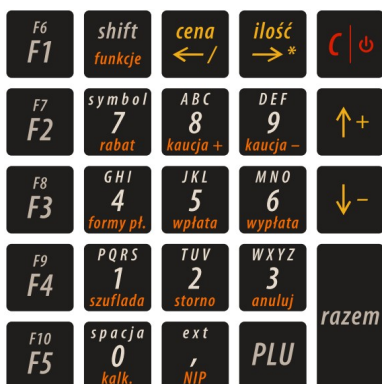 F6
F1
shift
funkcje
cena
← /
ilość
→ *
C | ⏻
F7
F2
symbol
7
rabat
ABC
8
kaucja +
DEF
9
kaucja –
↑ +
F8
F3
GHI
4
formy pł.
JKL
5
wpłata
MNO
6
wypłata
↓ –
F9
F4
PQRS
1
szuflada
TUV
2
storno
WXYZ
3
anuluj
razem
F10
F5
spacja
0
kalk.
ext
,
NIP
PLU